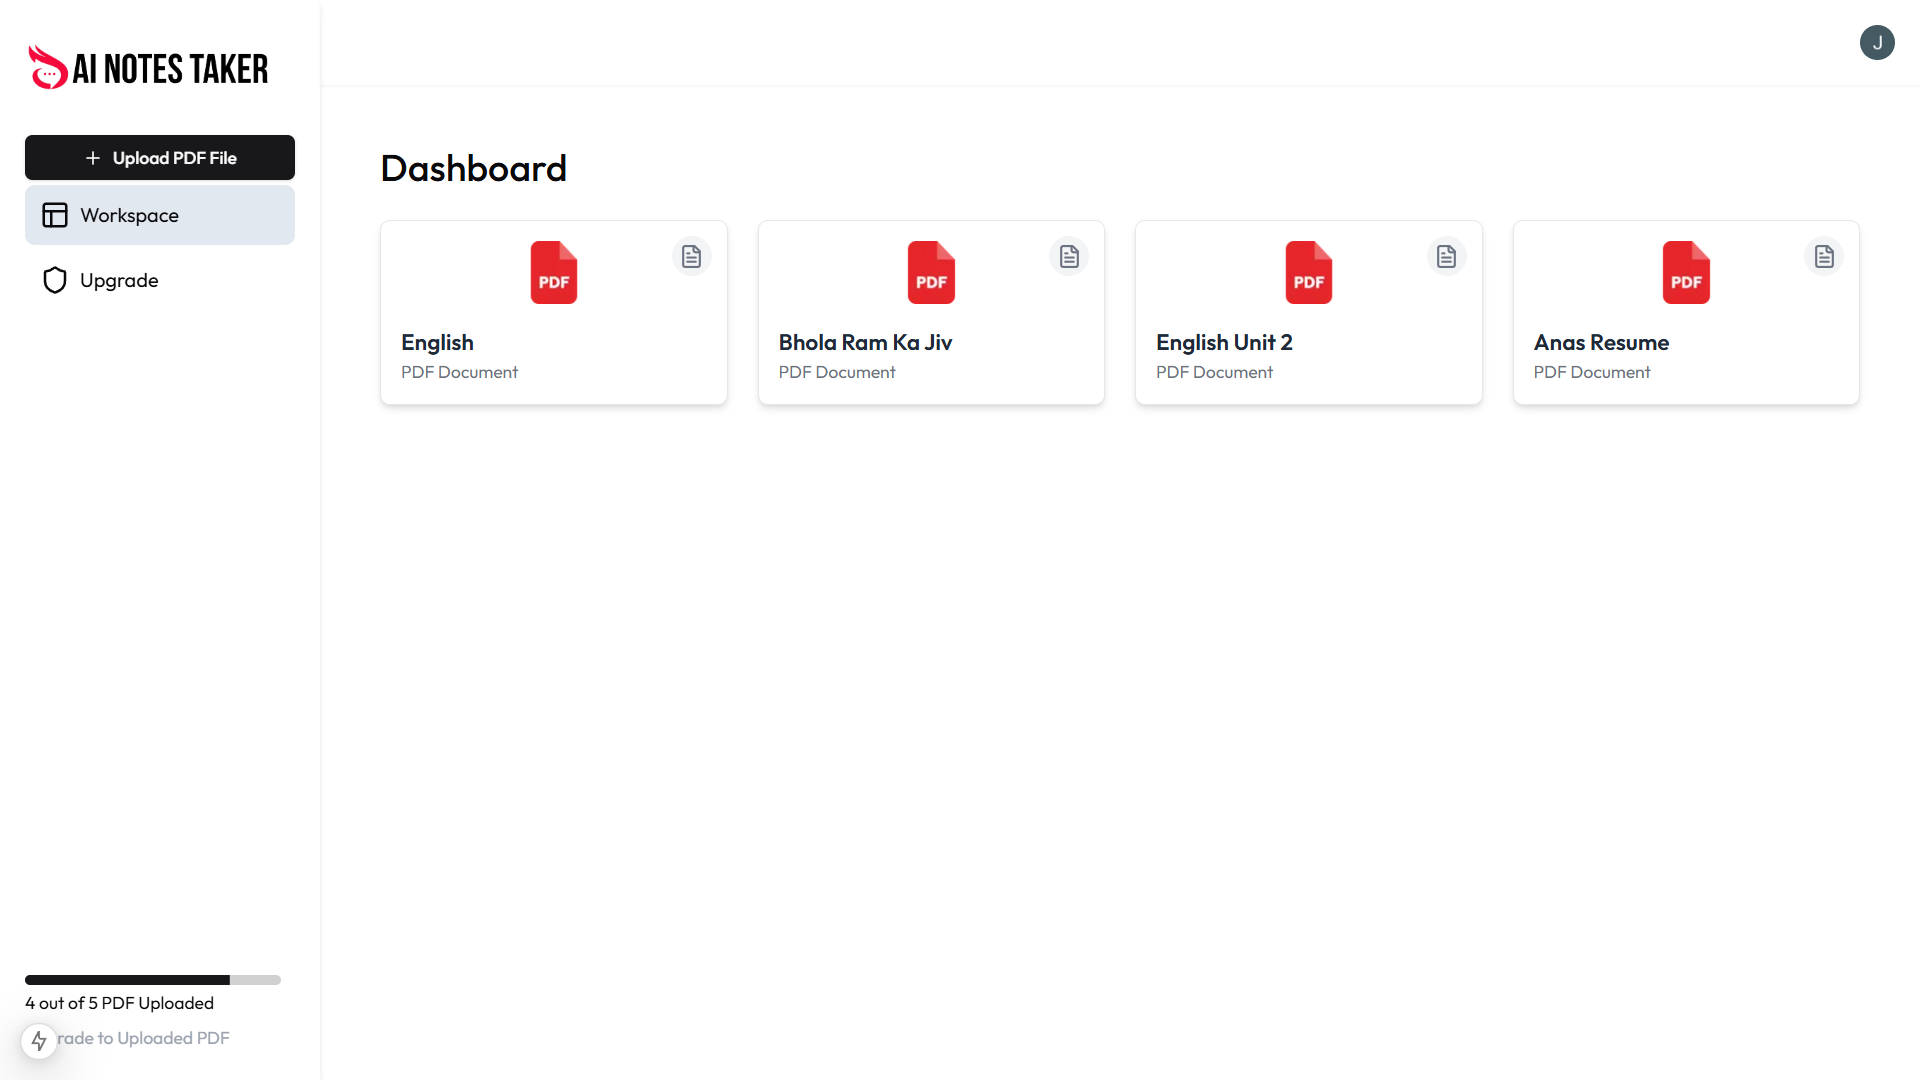 AI NOTES TAKER
J
+ Upload PDF File
Workspace
Upgrade
Dashboard
PDF
English
PDF Document
PDF
Bhola Ram Ka Jiv
PDF Document
PDF
English Unit 2
PDF Document
PDF
Anas Resume
PDF Document
4 out of 5 PDF Uploaded
rade to Uploaded PDF